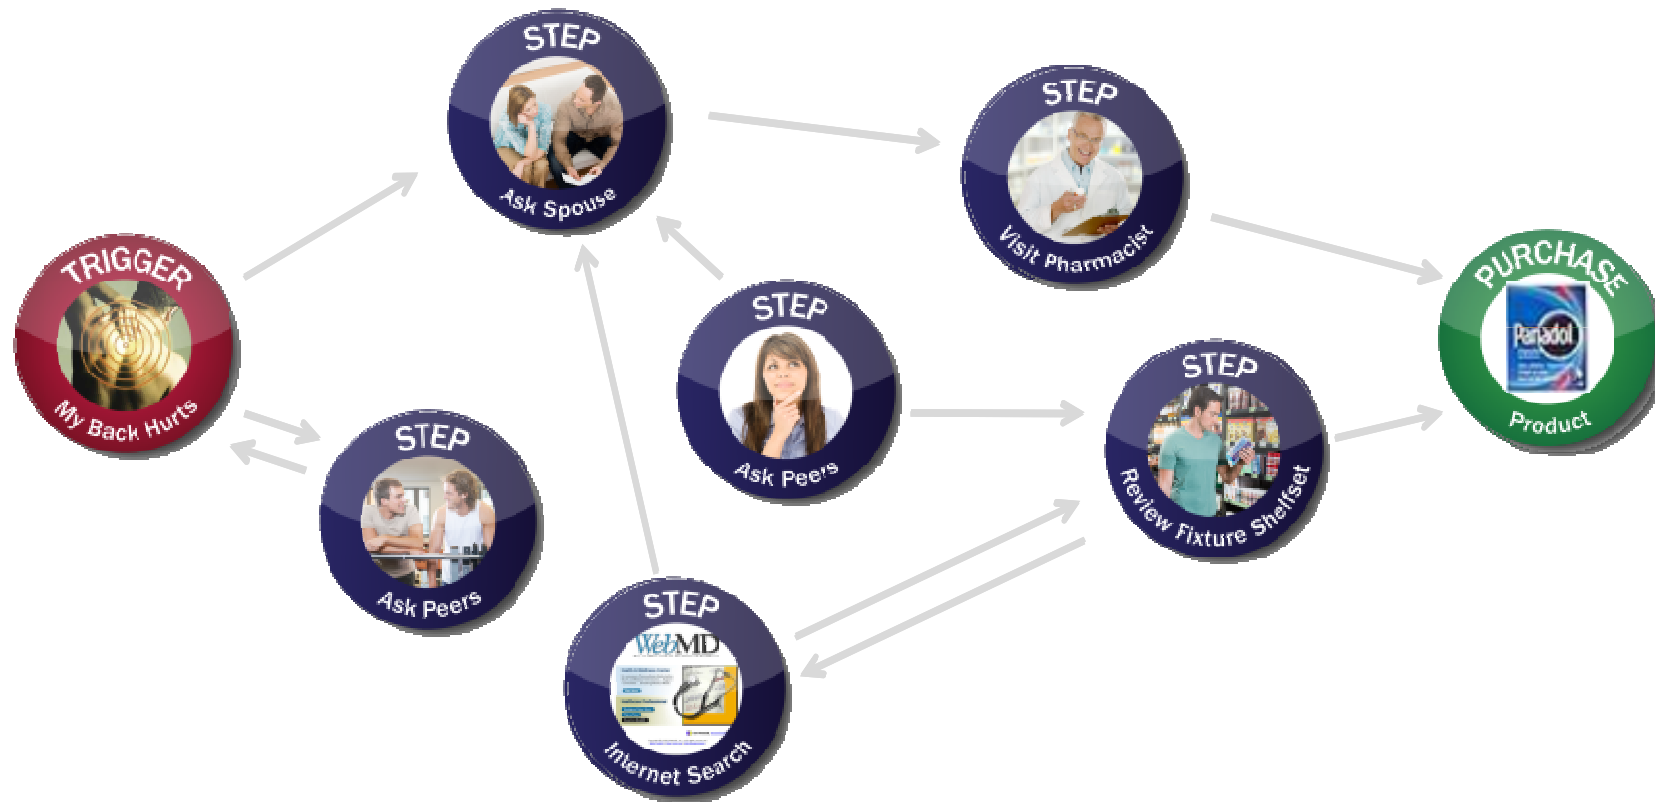 STEP
Ask Spouse
STEP
Visit Pharmacist
TRIGGER
My Back Hurts
PURCHASE
Panadol
Product
STEP
Ask Peers
STEP
Review Fixture Shelfset
STEP
Ask Peers
STEP
WebMD
Internet Search